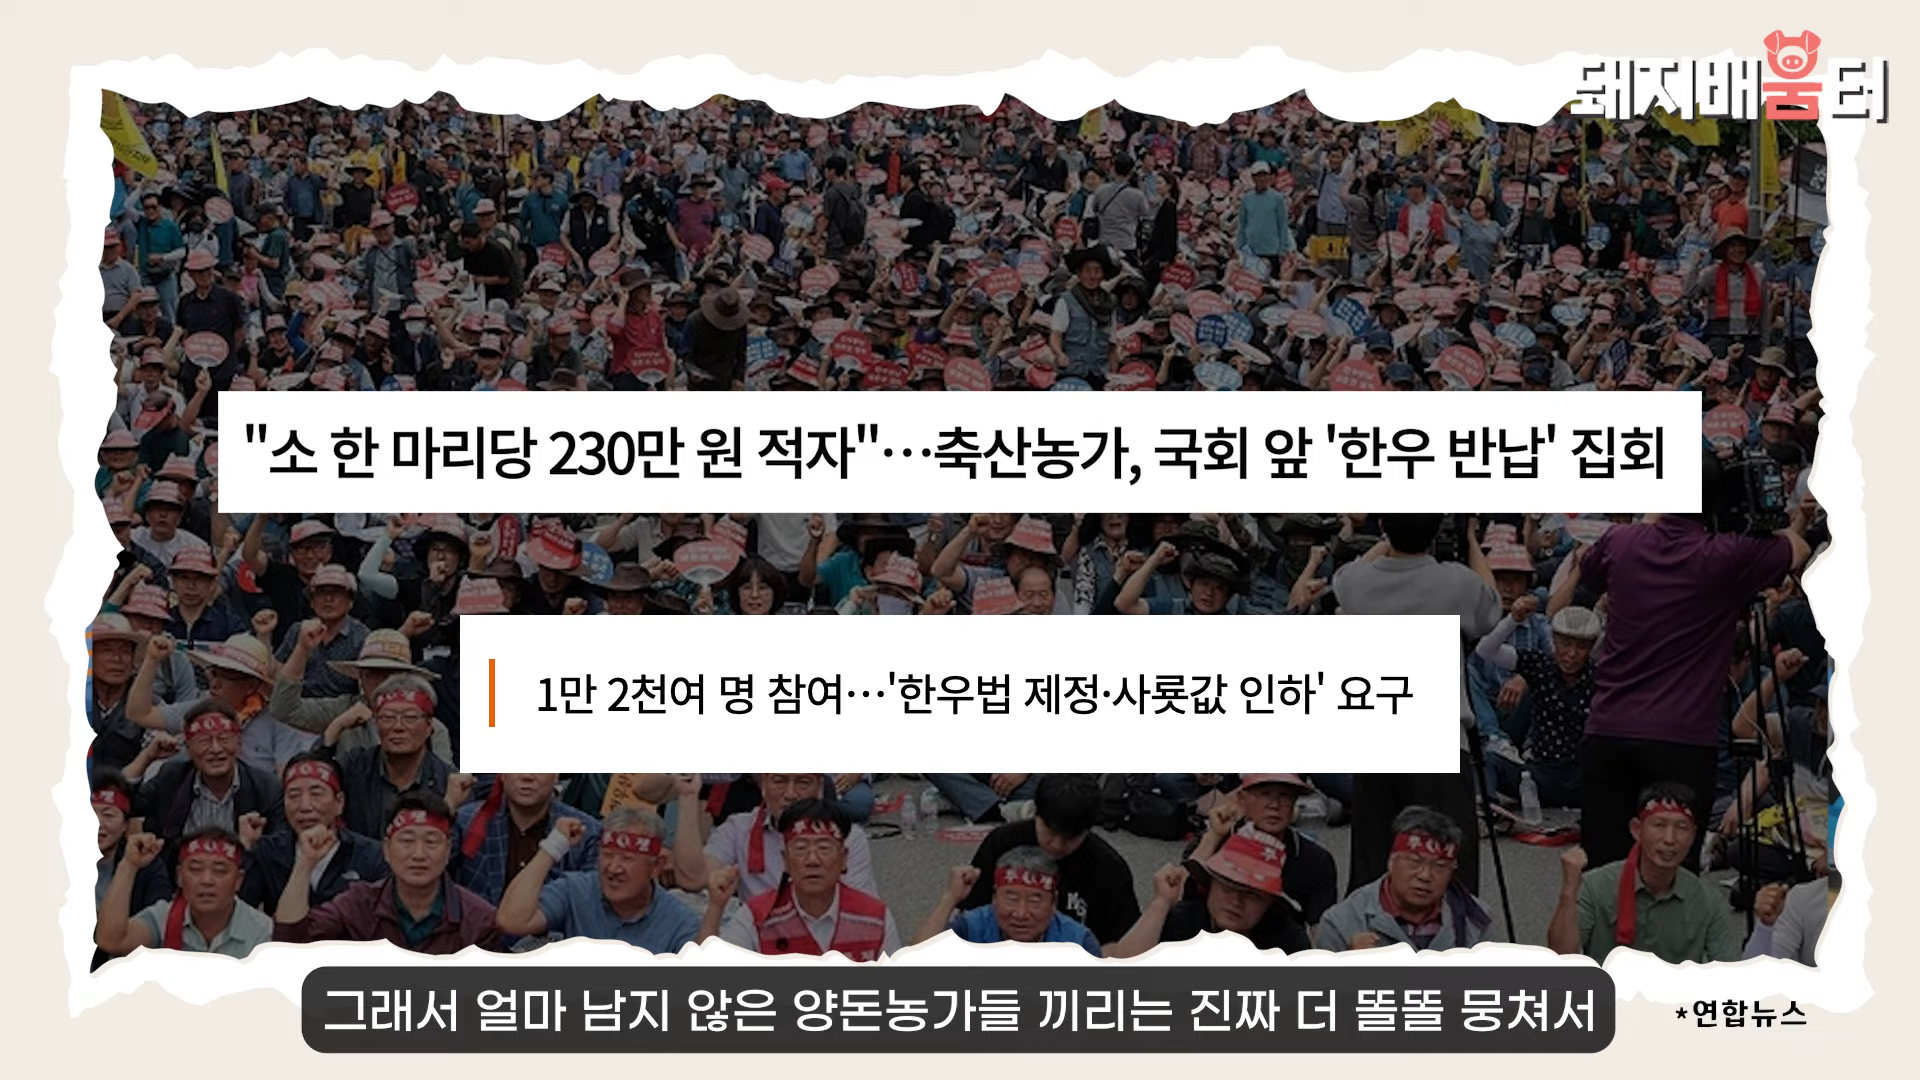 돼지배움터
"소 한 마리당 230만 원 적자"…축산농가, 국회 앞 '한우 반납' 집회
1만 2천여 명 참여…'한우법 제정·사룟값 인하' 요구
그래서 얼마 남지 않은 양돈농가들 끼리는 진짜 더 똘똘 뭉쳐서
*연합뉴스